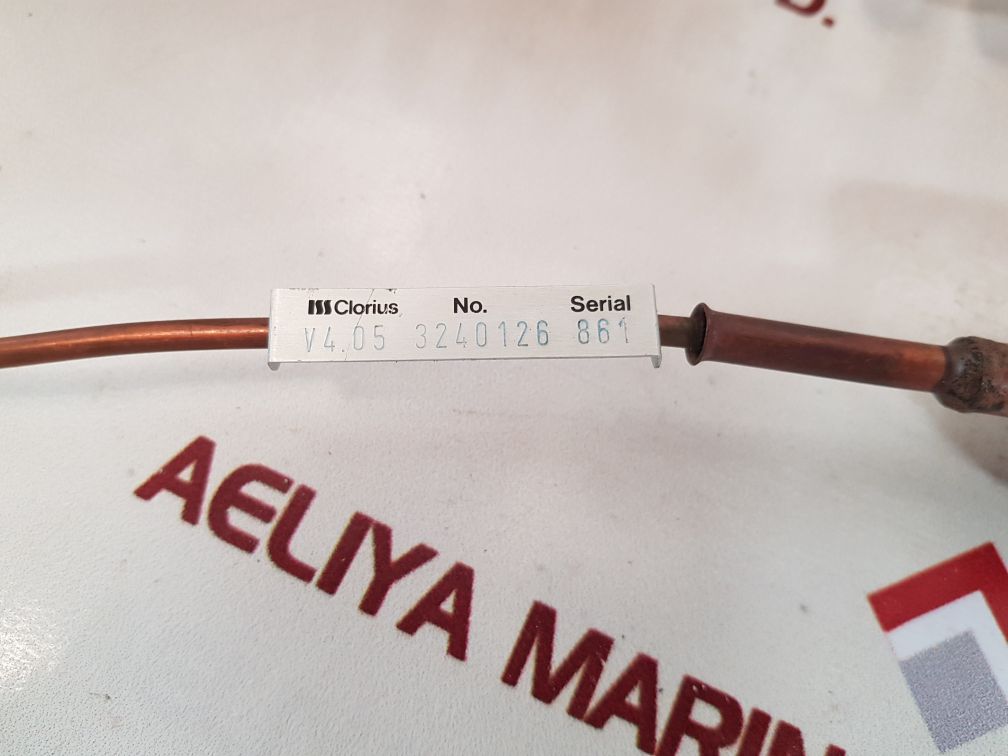 Clorius No. Serial
V4.05 3240126 861
AELIYA MARIN